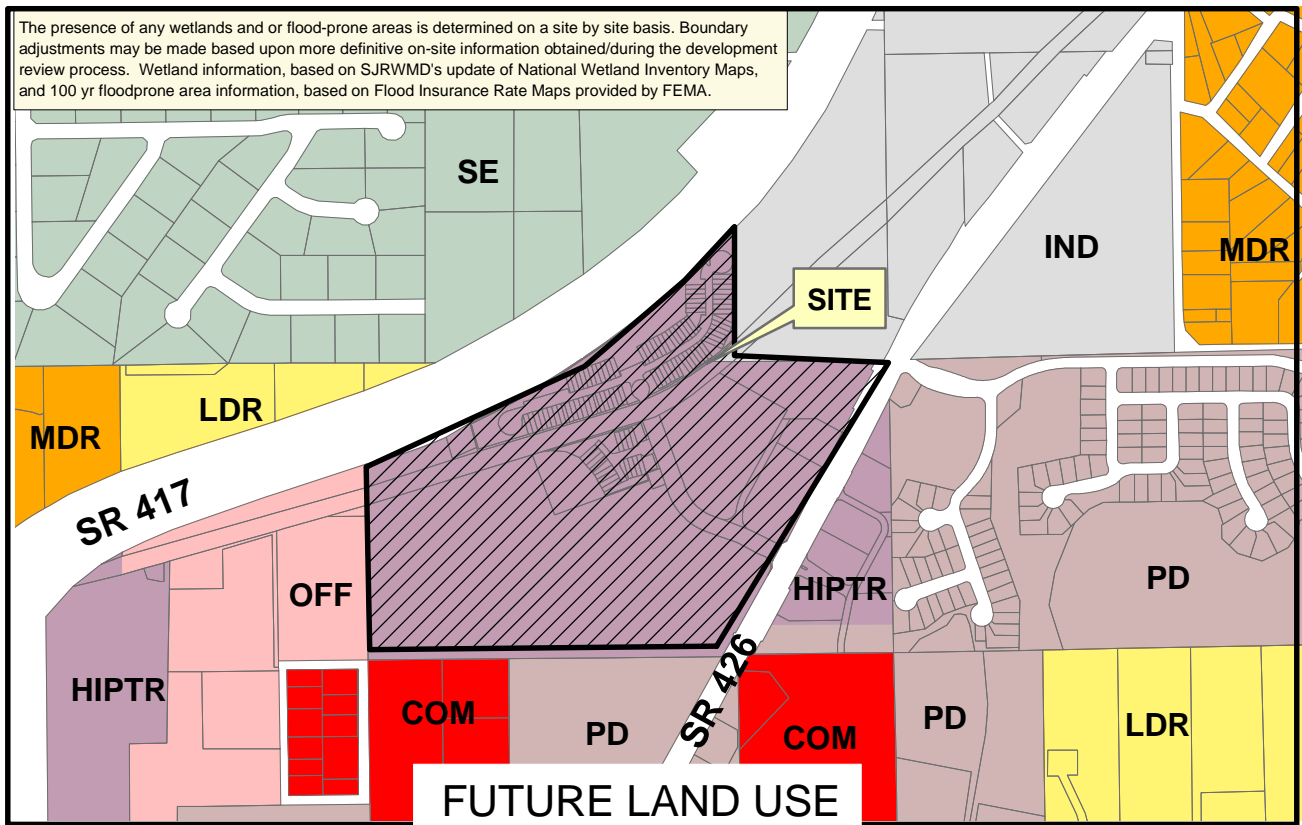 The presence of any wetlands and or flood-prone areas is determined on a site by site basis. Boundary
adjustments may be made based upon more definitive on-site information obtained/during the development
review process. Wetland information, based on SJRWMD's update of National Wetland Inventory Maps,
and 100 yr floodprone area information, based on Flood Insurance Rate Maps provided by FEMA.
SE
IND
MDR
SITE
LDR
MDR
SR 417
OFF
HIPTR
PD
HIPTR
SR 426
COM
PD
COM
PD
LDR
FUTURE LAND USE